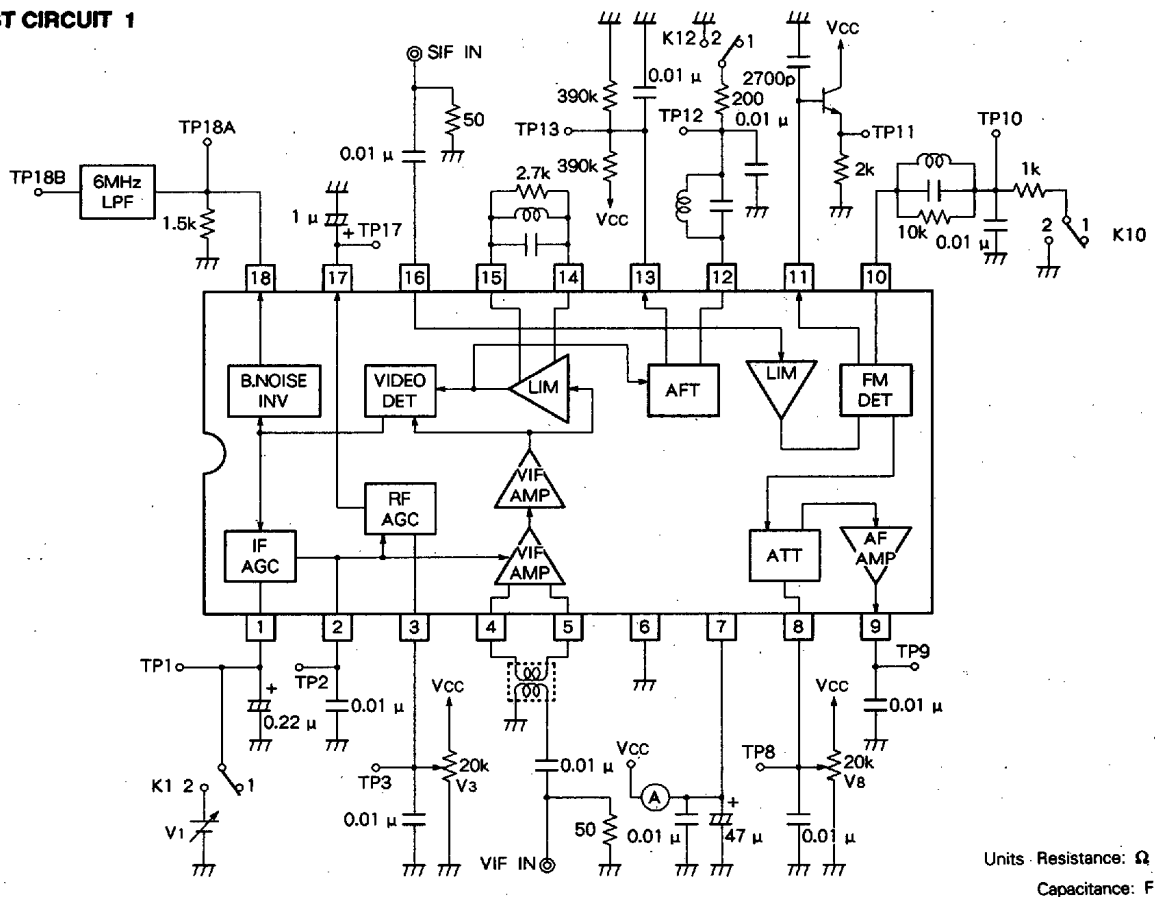 ST CIRCUIT 1
SIF IN
50
0.01 μ
TP18A
TP18B
6MHz
LPF
1.5k
1 μ
+
TP17
2.7k
390k
TP13
390k
VCC
0.01 μ
K12
2
1
200
TP12
0.01 μ
2700p
VCC
TP11
2k
TP10
10k
0.01 μ
1k
2
1
K10
18
17
16
15
14
13
12
11
10
B.NOISE
INV
VIDEO
DET
LIM
AFT
LIM
FM
DET
VIF
AMP
RF
AGC
IF
AGC
VIF
AMP
ATT
AF
AMP
1
2
3
4
5
6
7
8
9
TP1
+
0.22 μ
K1
2
1
V1
TP2
0.01 μ
TP3
0.01 μ
VCC
20k
V3
0.01 μ
VIF IN
50
VCC
A
0.01 μ
+
47 μ
TP8
0.01 μ
VCC
20k
V8
TP9
0.01 μ
Units Resistance: Ω
Capacitance: F